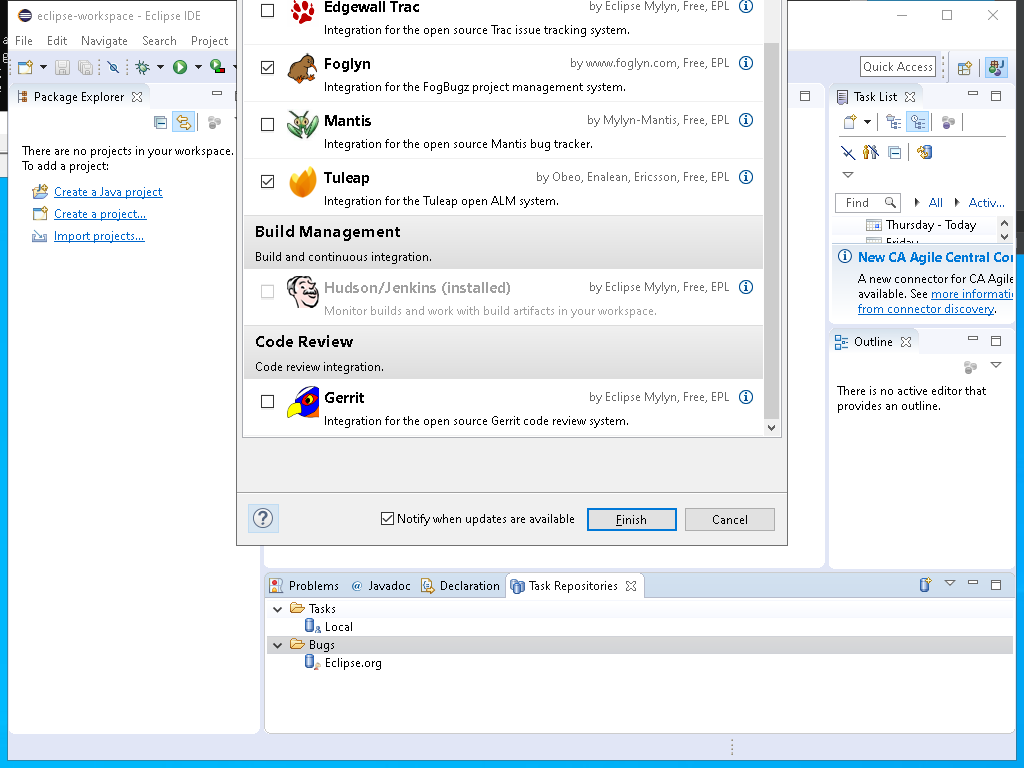 eclipse-workspace - Eclipse IDE
File Edit Navigate Search Project
Quick Access
Package Explorer
There are no projects in your workspace.
To add a project:
Create a Java project
Create a project...
Import projects...
Edgewall Trac
by Eclipse Mylyn, Free, EPL
Integration for the open source Trac issue tracking system.
Foglyn
by www.foglyn.com, Free, EPL
Integration for the FogBugz project management system.
Mantis
by Mylyn-Mantis, Free, EPL
Integration for the open source Mantis bug tracker.
Tuleap
by Obeo, Enalean, Ericsson, Free, EPL
Integration for the Tuleap open ALM system.
Build Management
Build and continuous integration.
Hudson/Jenkins (installed)
by Eclipse Mylyn, Free, EPL
Monitor builds and work with build artifacts in your workspace.
Code Review
Code review integration.
Gerrit
by Eclipse Mylyn, Free, EPL
Integration for the open source Gerrit code review system.
Notify when updates are available
Finish
Cancel
Task List
Find
All
Activ...
Thursday - Today
Friday
New CA Agile Central Co
A new connector for CA Agile
available. See more informati
from connector discovery.
Outline
There is no active editor that
provides an outline.
Problems
@ Javadoc
Declaration
Task Repositories
Tasks
Local
Bugs
Eclipse.org